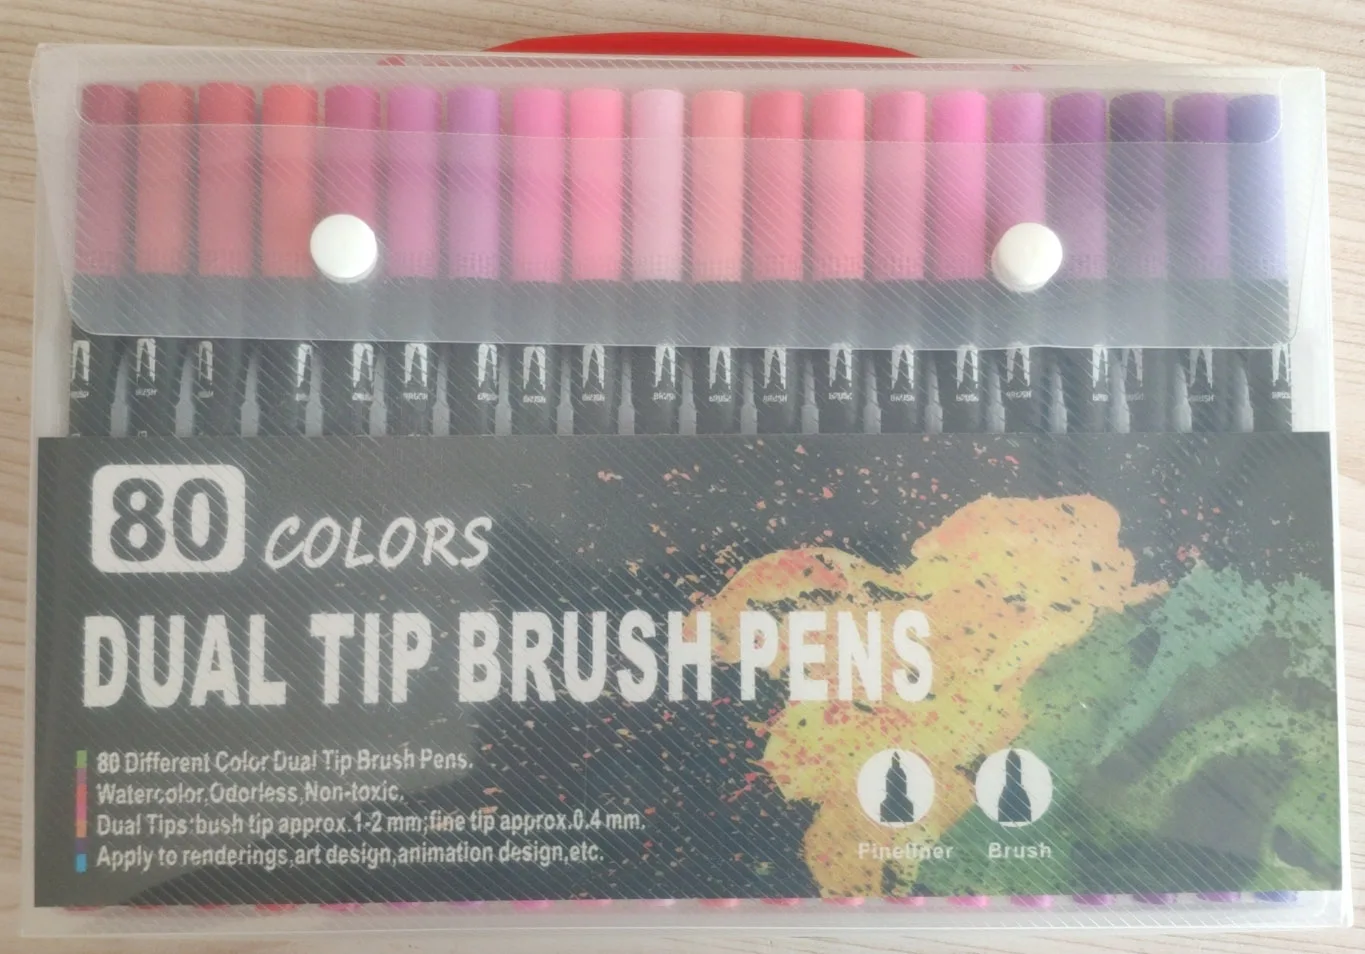 80 COLORS
DUAL TIP BRUSH PENS
80 Different Color Dual Tip Brush Pens.
Watercolor,Odorless,Non-toxic.
Dual Tips:bush tip approx.1-2 mm;fine tip approx.0.4 mm.
Apply to renderings,art design,animation design,etc.
Fineliner
Brush